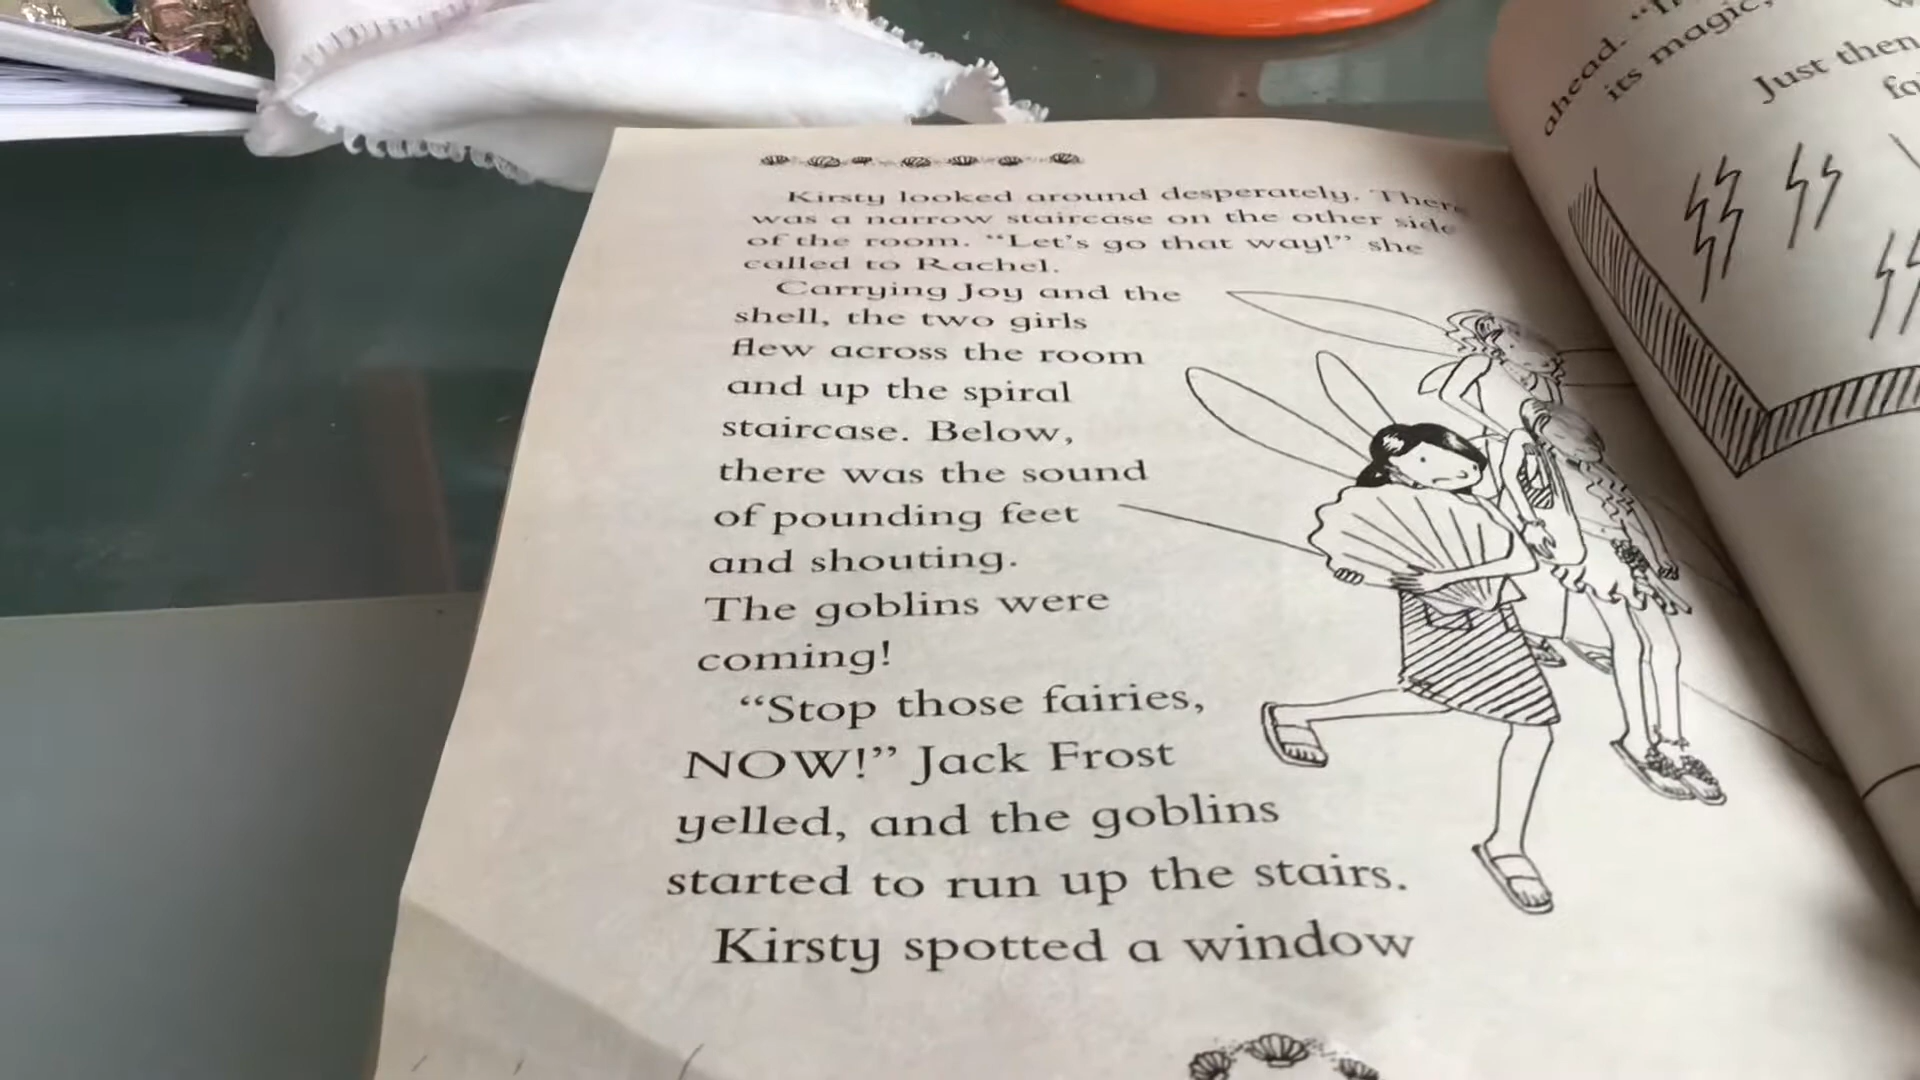 Kirsty looked around desperately. There
was a narrow staircase on the other side
of the room. “Let’s go that way!” she
called to Rachel.
Carrying Joy and the
shell, the two girls
flew across the room
and up the spiral
staircase. Below,
there was the sound
of pounding feet
and shouting.
The goblins were
coming!
“Stop those fairies,
NOW!” Jack Frost
yelled, and the goblins
started to run up the stairs.
Kirsty spotted a window
ahead.
its magic,
Just then